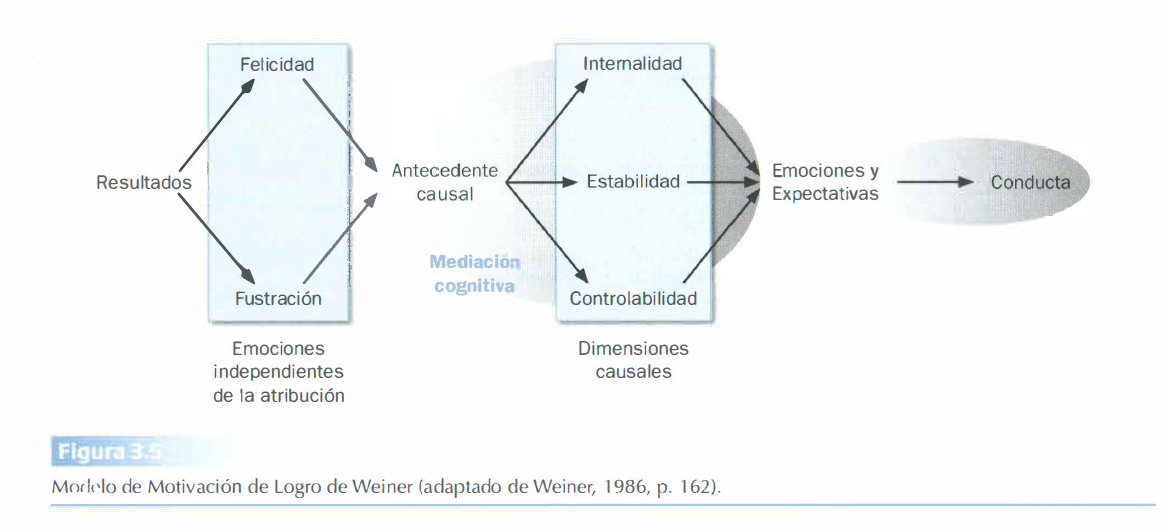 Felicidad
Resultados
Fustración
Emociones
independientes
de la atribución
Antecedente
causal
Mediación
cognitiva
Internalidad
Estabilidad
Controlabilidad
Dimensiones
causales
Emociones y
Expectativas
Conducta
Figura 3.5
Modelo de Motivación de Logro de Weiner (adaptado de Weiner, 1986, p. 162).